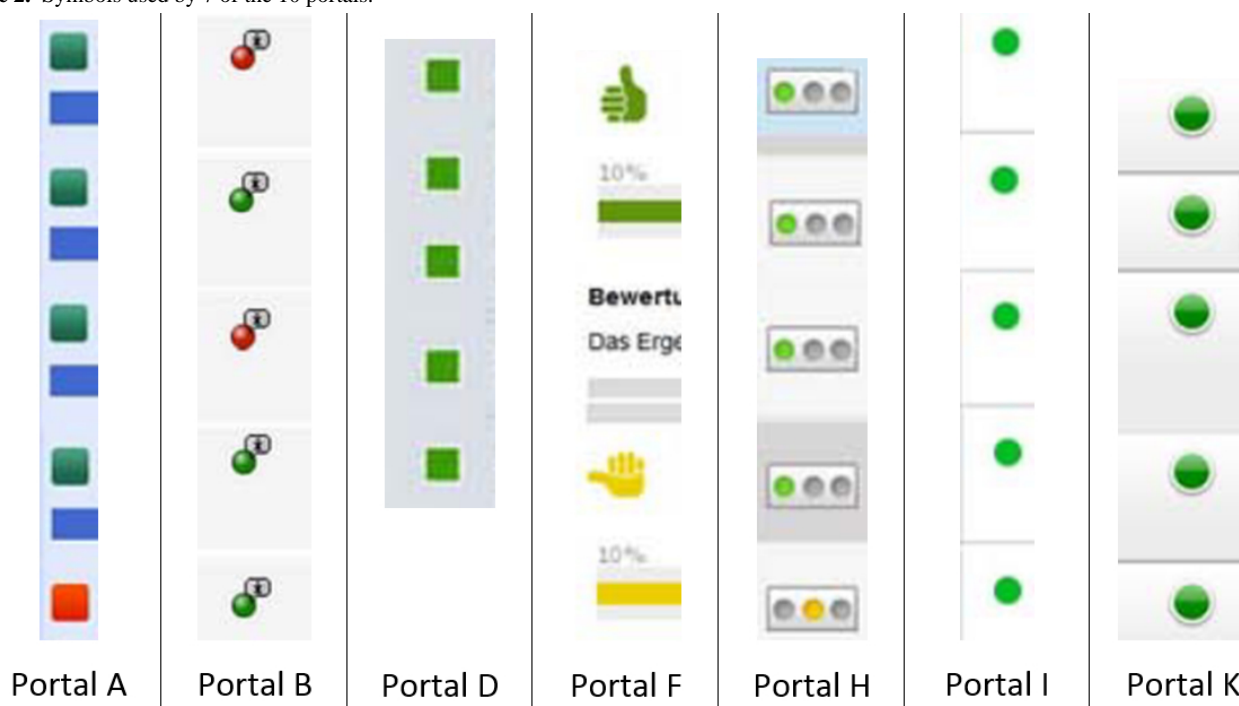 2. Symbols used by 7 of the 10 portals.
10%
Bewertu
Das Erge
10%
Portal A
Portal B
Portal D
Portal F
Portal H
Portal I
Portal K